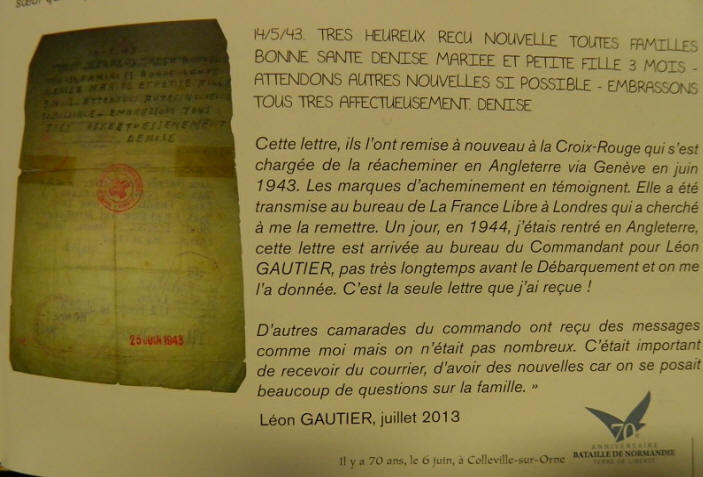 14/5/43. TRES HEUREUX RECU NOUVELLE TOUTES FAMILLES
BONNE SANTE DENISE MARIEE ET PETITE FILLE 3 MOIS -
ATTENDONS AUTRES NOUVELLES SI POSSIBLE - EMBRASSONS
TOUS TRES AFFECTUEUSEMENT. DENISE
Cette lettre, ils l'ont remise à nouveau à la Croix-Rouge qui s'est
chargée de la réacheminer en Angleterre via Genève en juin
1943. Les marques d'acheminement en témoignent. Elle a été
transmise au bureau de La France Libre à Londres qui a cherché
à me la remettre. Un jour, en 1944, j'étais rentré en Angleterre,
cette lettre est arrivée au bureau du Commandant pour Léon
GAUTIER, pas très longtemps avant le Débarquement et on me
l'a donnée. C'est la seule lettre que j'ai reçue !
D'autres camarades du commando ont reçu des messages
comme moi mais on n'était pas nombreux. C'était important
de recevoir du courrier, d'avoir des nouvelles car on se posait
beaucoup de questions sur la famille. »
Léon GAUTIER, juillet 2013
Il y a 70 ans, le 6 juin, à Colleville-sur-Orne
70e
ANNIVERSAIRE
BATAILLE DE NORMANDIE
TERRE DE LIBERTÉ
DENISE
25 JUIN 1943